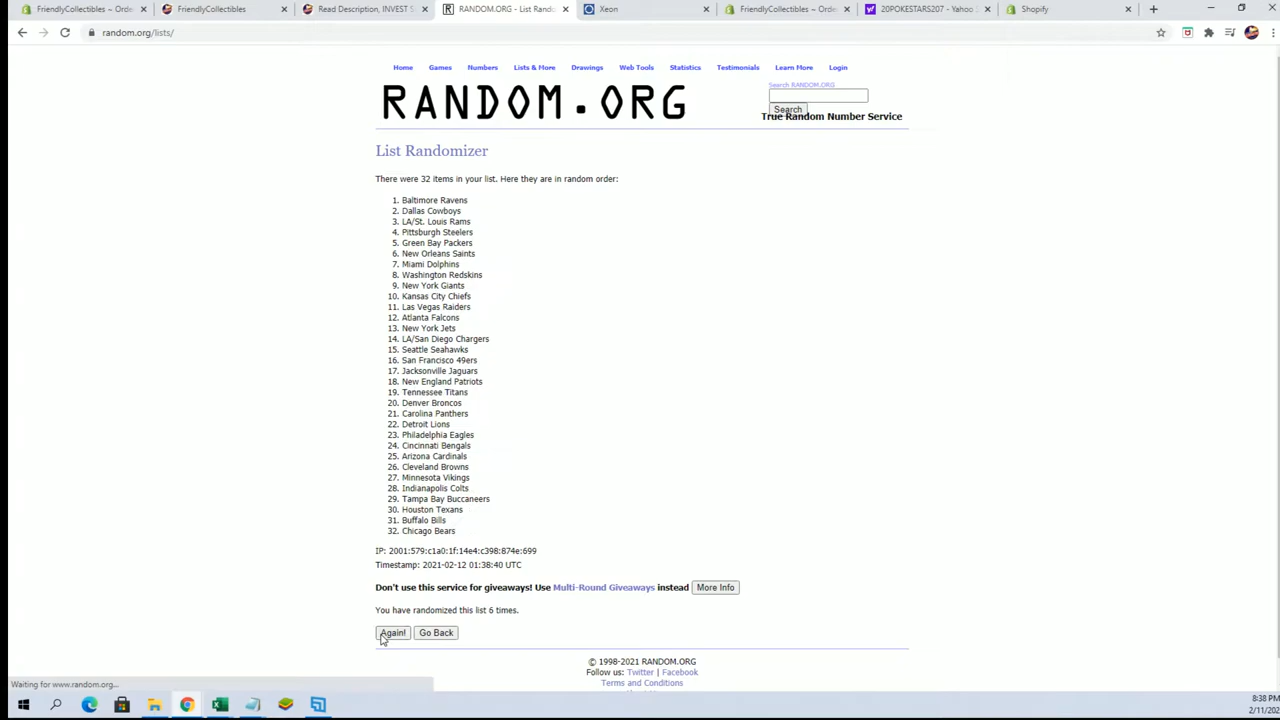 FriendlyCollectibles ~ Orde
FriendlyCollectibles
Read Description, INVEST S
RANDOM.ORG - List Rando
Xeon
FriendlyCollectibles ~ Orde
20POKESTARS207 - Yahoo
Shopify
random.org/lists/
Home Games Numbers Lists & More Drawings Web Tools Statistics Testimonials Learn More Login
Search RANDOM.ORG
RANDOM.ORG
Search
True Random Number Service
List Randomizer
There were 32 items in your list. Here they are in random order:
1. Baltimore Ravens
2. Dallas Cowboys
3. LA/St. Louis Rams
4. Pittsburgh Steelers
5. Green Bay Packers
6. New Orleans Saints
7. Miami Dolphins
8. Washington Redskins
9. New York Giants
10. Kansas City Chiefs
11. Las Vegas Raiders
12. Atlanta Falcons
13. New York Jets
14. LA/San Diego Chargers
15. Seattle Seahawks
16. San Francisco 49ers
17. Jacksonville Jaguars
18. New England Patriots
19. Tennessee Titans
20. Denver Broncos
21. Carolina Panthers
22. Detroit Lions
23. Philadelphia Eagles
24. Cincinnati Bengals
25. Arizona Cardinals
26. Cleveland Browns
27. Minnesota Vikings
28. Indianapolis Colts
29. Tampa Bay Buccaneers
30. Houston Texans
31. Buffalo Bills
32. Chicago Bears
IP: 2001:579:c1a0:1f:14e4:c398:874e:699
Timestamp: 2021-02-12 01:38:40 UTC
Don't use this service for giveaways! Use Multi-Round Giveaways instead More Info
You have randomized this list 6 times.
Again! Go Back
© 1998-2021 RANDOM.ORG
Follow us: Twitter | Facebook
Terms and Conditions
Waiting for www.random.org...
8:38 PM
2/11/202